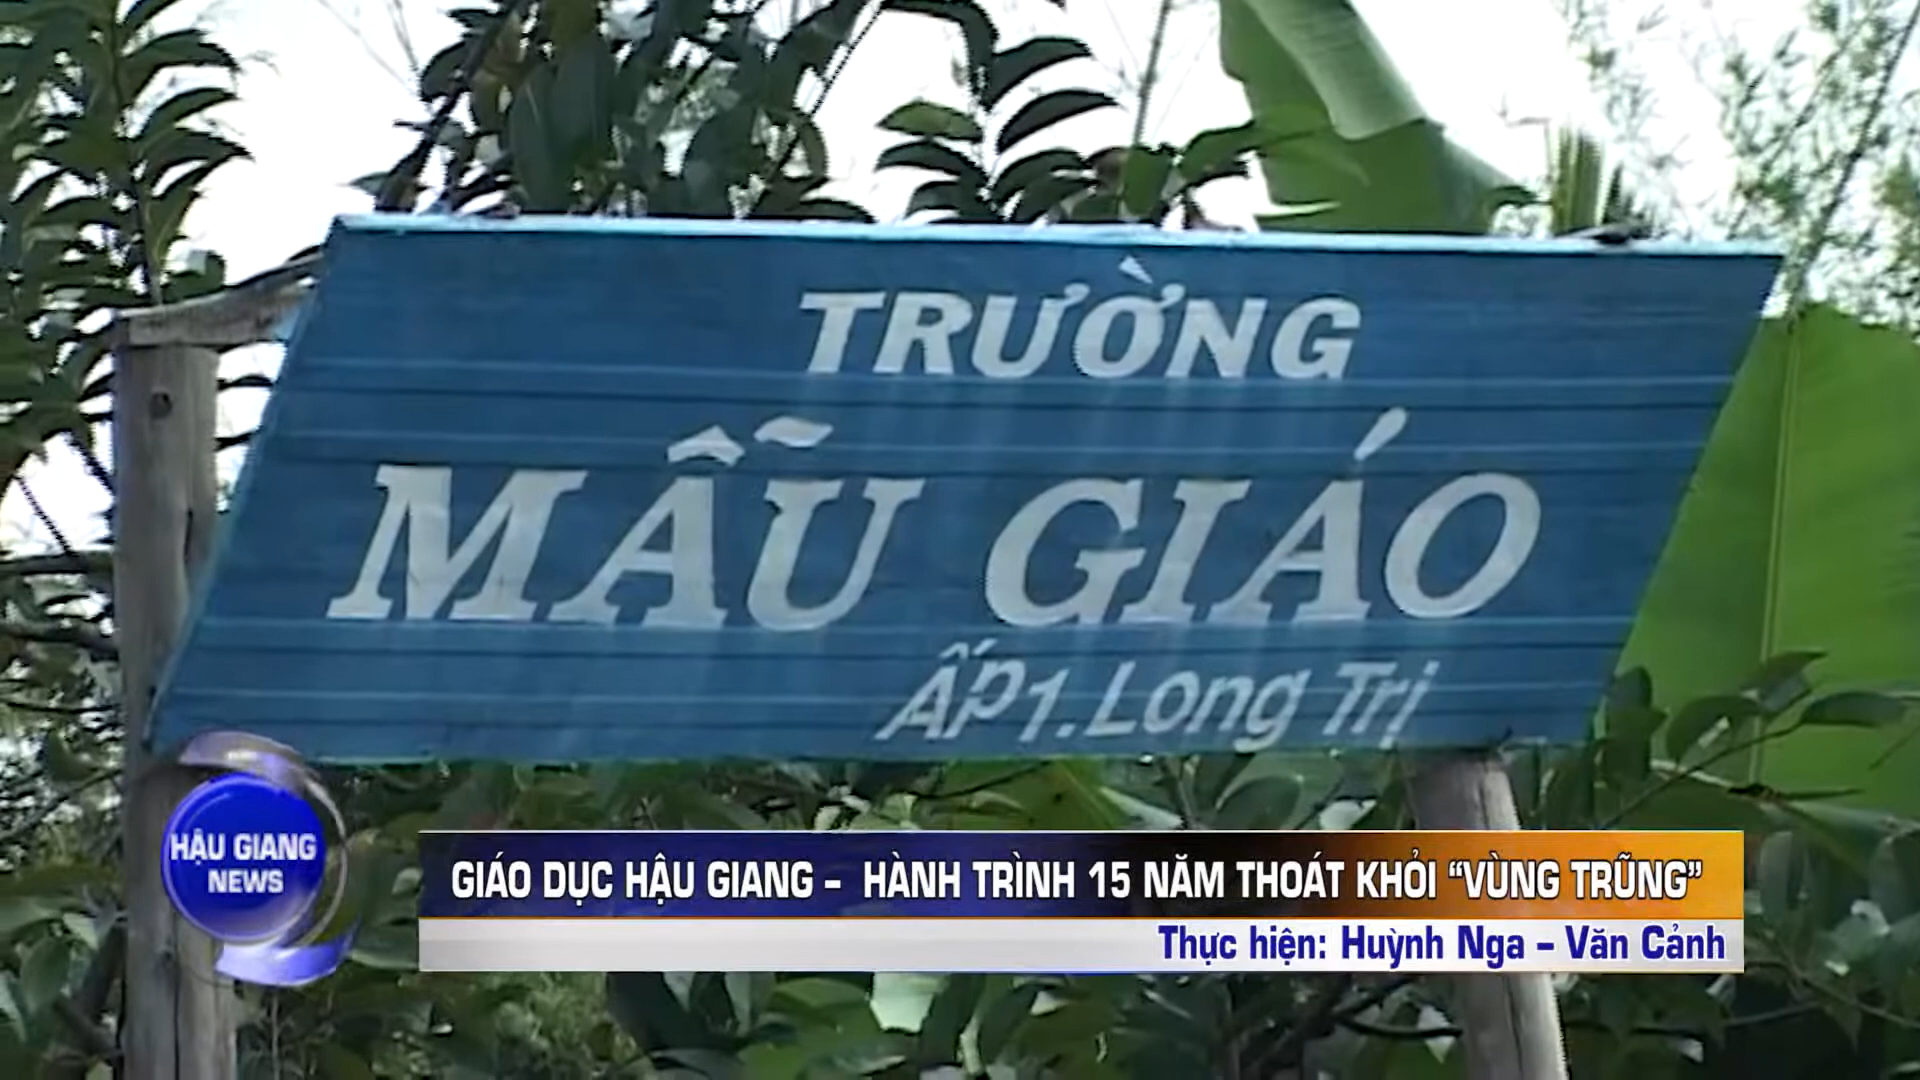 TRƯỜNG
MẪU GIÁO
ẤP1.Long Trị
HẬU GIANG
NEWS
GIÁO DỤC HẬU GIANG – HÀNH TRÌNH 15 NĂM THOÁT KHỎI “VÙNG TRŨNG”
Thực hiện: Huỳnh Nga – Văn Cảnh